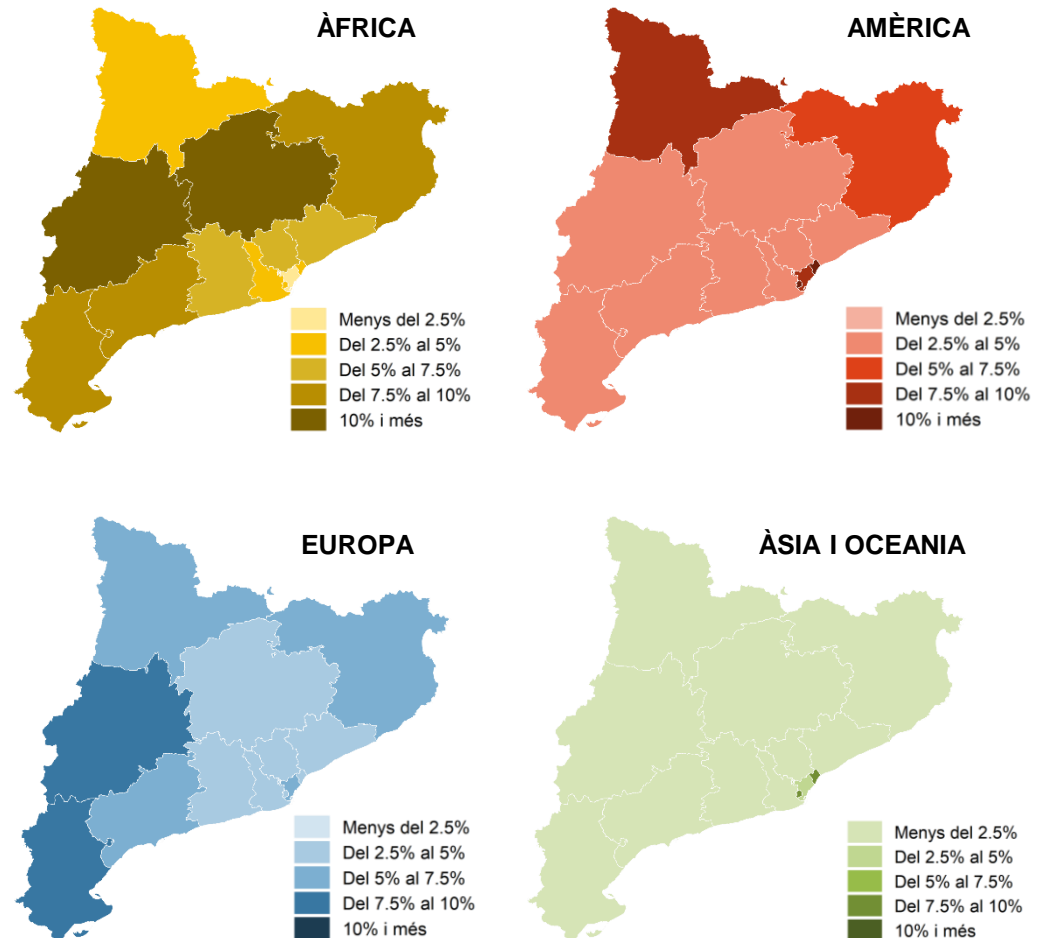 ÀFRICA
Menys del 2.5%
Del 2.5% al 5%
Del 5% al 7.5%
Del 7.5% al 10%
10% i més
AMÈRICA
Menys del 2.5%
Del 2.5% al 5%
Del 5% al 7.5%
Del 7.5% al 10%
10% i més
EUROPA
Menys del 2.5%
Del 2.5% al 5%
Del 5% al 7.5%
Del 7.5% al 10%
10% i més
ÀSIA I OCEANIA
Menys del 2.5%
Del 2.5% al 5%
Del 5% al 7.5%
Del 7.5% al 10%
10% i més